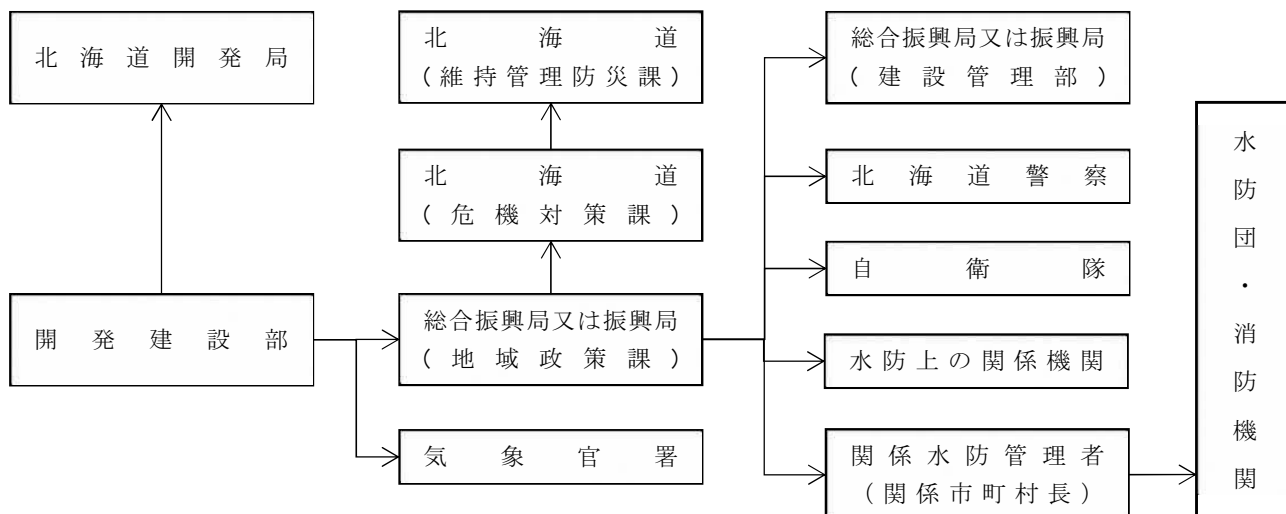 北海道開発局
北海道
(維持管理防災課)
総合振興局又は振興局
(建設管理部)
北海道
(危機対策課)
北海道警察
自衛隊
開発建設部
総合振興局又は振興局
(地域政策課)
水防上の関係機関
気象官署
関係水防管理者
(関係市町村長)
水防団・消防機関